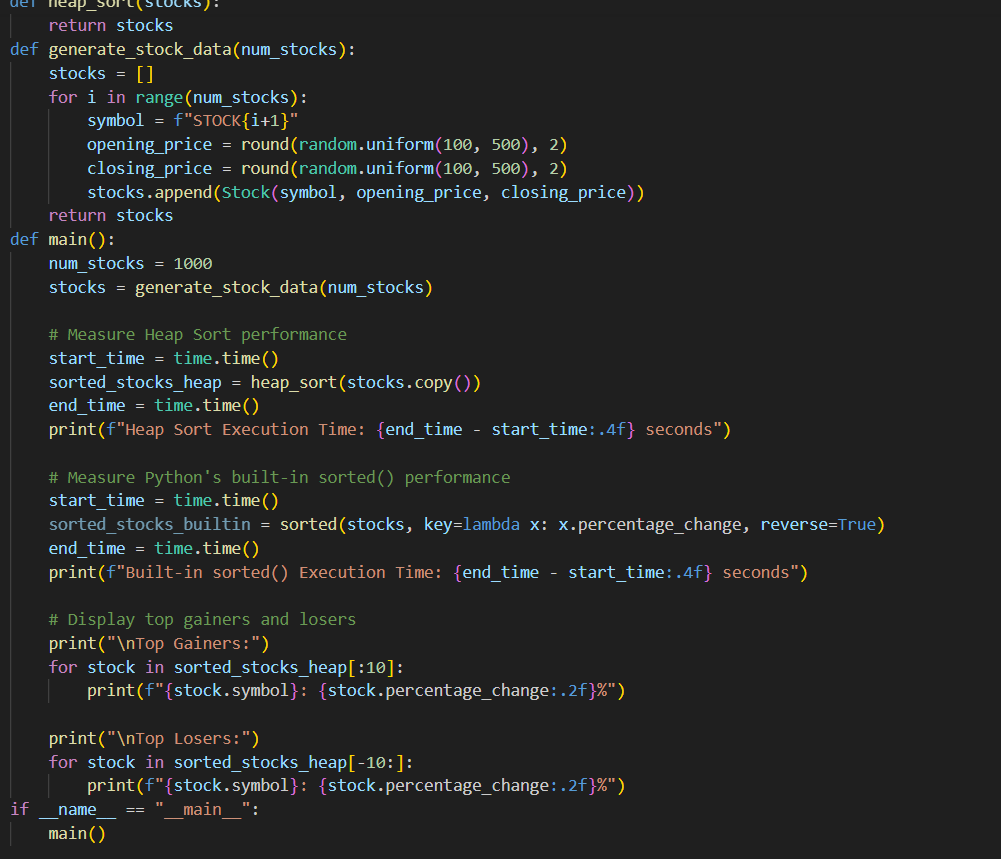 def heap_sort(stocks):
    return stocks
def generate_stock_data(num_stocks):
    stocks = []
    for i in range(num_stocks):
        symbol = f"STOCK{i+1}"
        opening_price = round(random.uniform(100, 500), 2)
        closing_price = round(random.uniform(100, 500), 2)
        stocks.append(Stock(symbol, opening_price, closing_price))
    return stocks
def main():
    num_stocks = 1000
    stocks = generate_stock_data(num_stocks)

    # Measure Heap Sort performance
    start_time = time.time()
    sorted_stocks_heap = heap_sort(stocks.copy())
    end_time = time.time()
    print(f"Heap Sort Execution Time: {end_time - start_time:.4f} seconds")

    # Measure Python's built-in sorted() performance
    start_time = time.time()
    sorted_stocks_builtin = sorted(stocks, key=lambda x: x.percentage_change, reverse=True)
    end_time = time.time()
    print(f"Built-in sorted() Execution Time: {end_time - start_time:.4f} seconds")

    # Display top gainers and losers
    print("\nTop Gainers:")
    for stock in sorted_stocks_heap[:10]:
        print(f"{stock.symbol}: {stock.percentage_change:.2f}%")

    print("\nTop Losers:")
    for stock in sorted_stocks_heap[-10:]:
        print(f"{stock.symbol}: {stock.percentage_change:.2f}%")
if __name__ == "__main__":
    main()